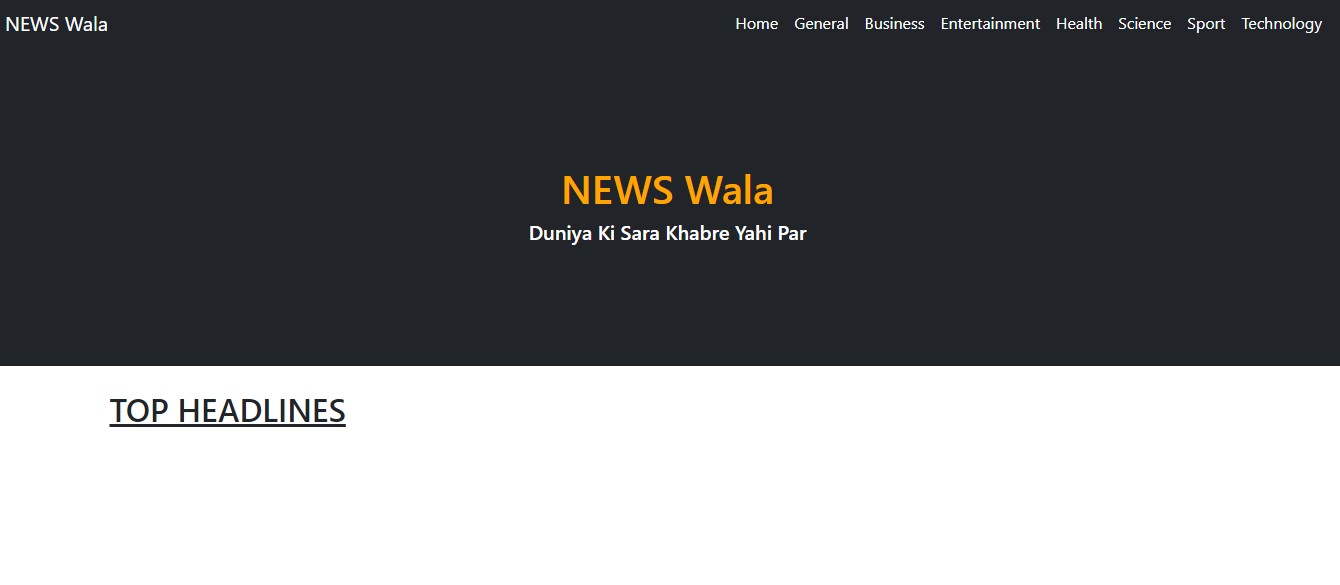 NEWS Wala
Home General Business Entertainment Health Science Sport Technology
NEWS Wala
Duniya Ki Sara Khabre Yahi Par
TOP HEADLINES